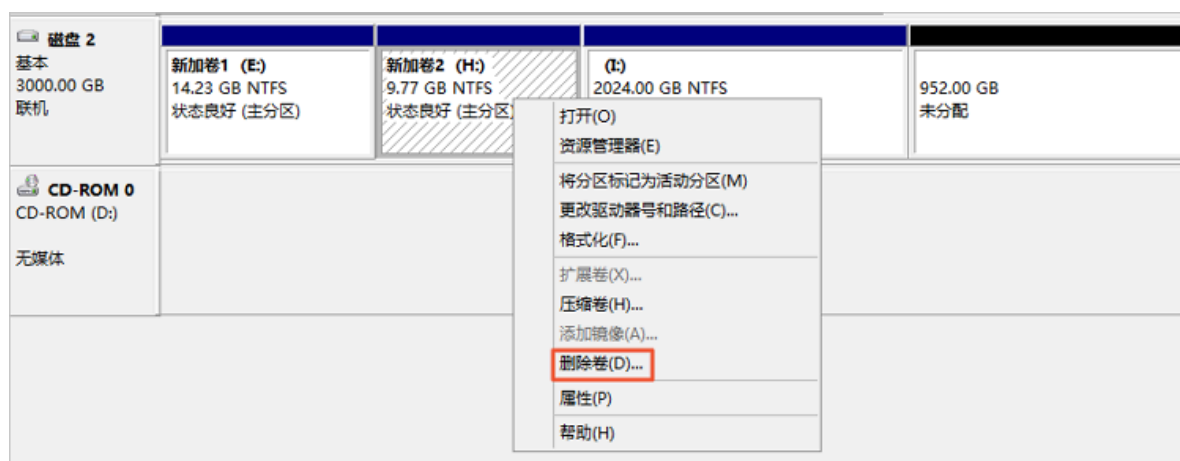 磁盘 2
基本
3000.00 GB
联机
新加卷1 (E:)
14.23 GB NTFS
状态良好 (主分区)
新加卷2 (H:)
9.77 GB NTFS
状态良好 (主分区)
(I:)
2024.00 GB NTFS
952.00 GB
未分配
打开(O)
资源管理器(E)
将分区标记为活动分区(M)
更改驱动器号和路径(C)...
格式化(F)...
扩展卷(X)...
压缩卷(H)...
添加镜像(A)...
删除卷(D)...
属性(P)
帮助(H)
CD-ROM 0
CD-ROM (D:)
无媒体